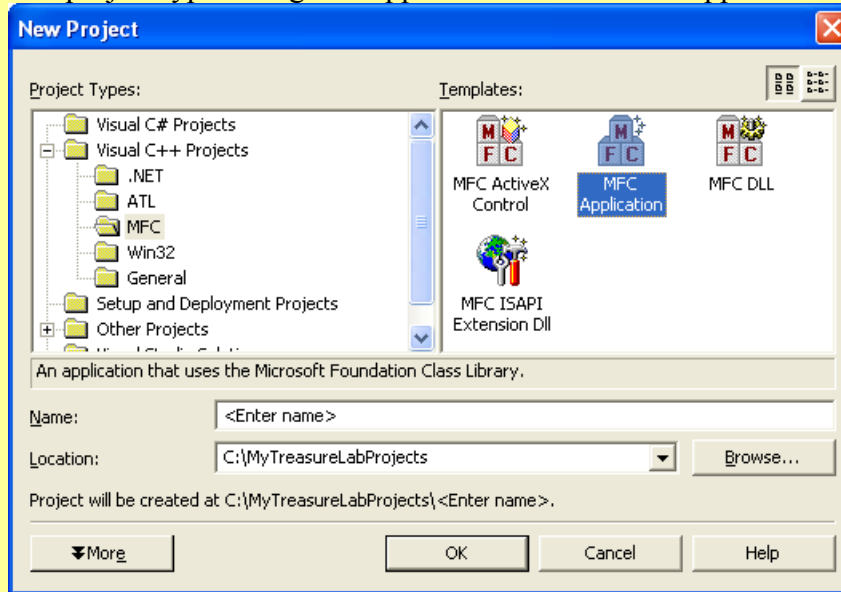 New Project
Project Types:
Templates:
Visual C# Projects
Visual C++ Projects
.NET
ATL
MFC
Win32
General
Setup and Deployment Projects
Other Projects
MFC ActiveX
Control
MFC
Application
MFC DLL
MFC ISAPI
Extension Dll
An application that uses the Microsoft Foundation Class Library.
Name:
<Enter name>
Location:
C:\MyTreasureLabProjects
Browse...
Project will be created at C:\MyTreasureLabProjects\<Enter name>.
More
OK
Cancel
Help